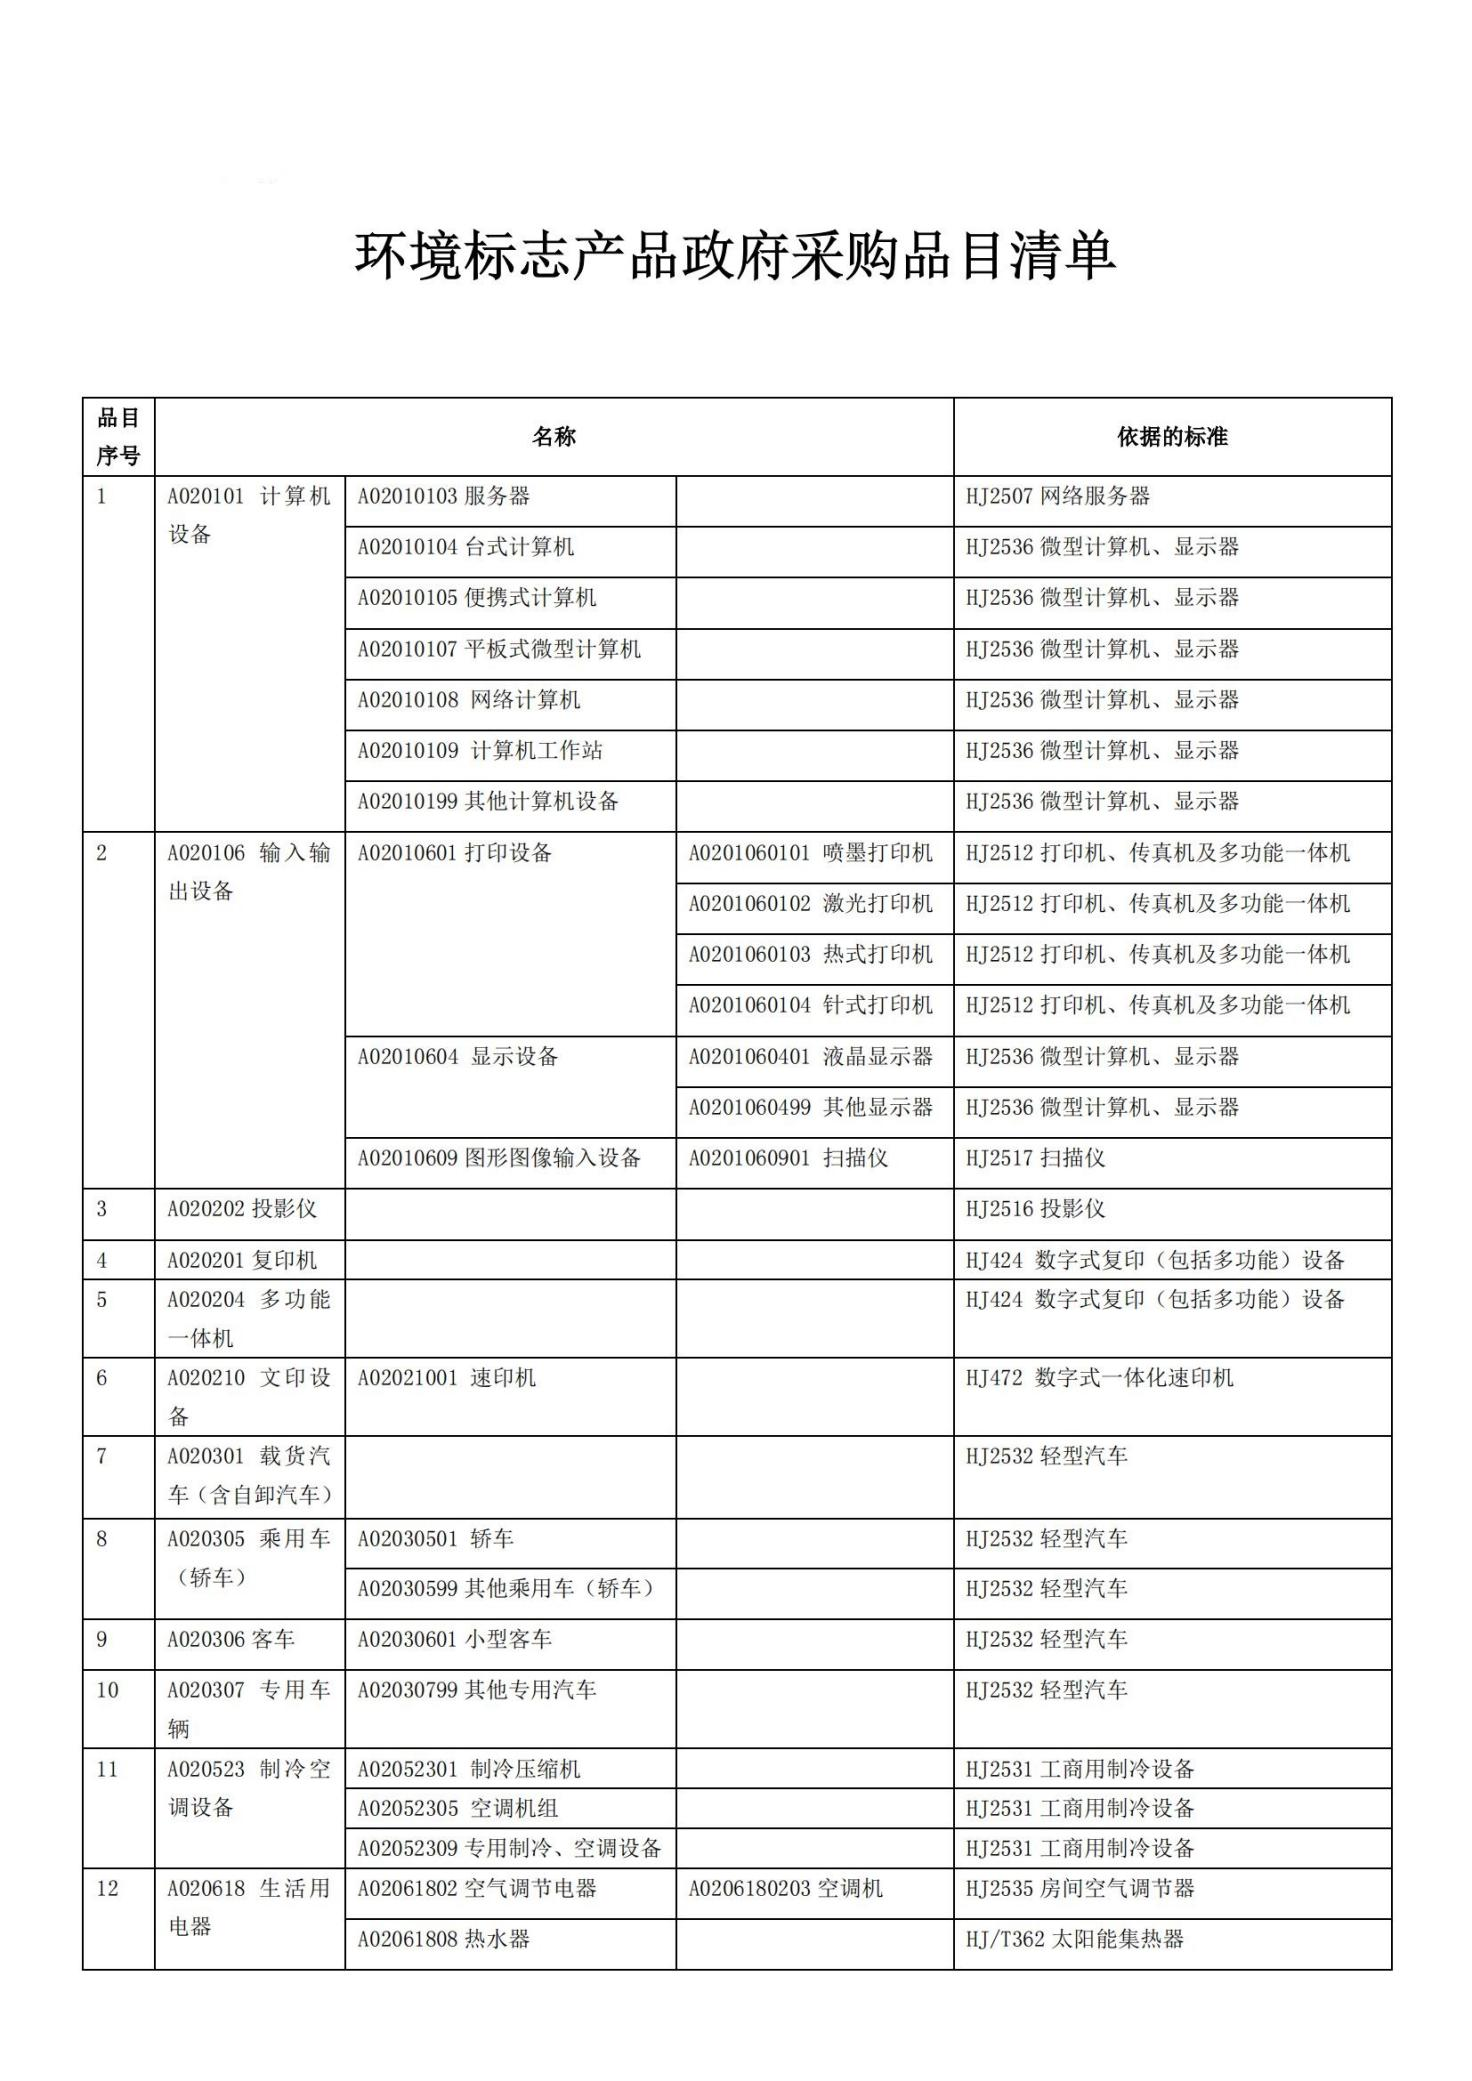 环境标志产品政府采购品目清单
品目
序号
名称
依据的标准
1
A020101 计算机
设备
A02010103 服务器
HJ2507 网络服务器
A02010104 台式计算机
HJ2536 微型计算机、显示器
A02010105 便携式计算机
HJ2536 微型计算机、显示器
A02010107 平板式微型计算机
HJ2536 微型计算机、显示器
A02010108 网络计算机
HJ2536 微型计算机、显示器
A02010109 计算机工作站
HJ2536 微型计算机、显示器
A02010199 其他计算机设备
HJ2536 微型计算机、显示器
2
A020106 输入输
出设备
A02010601 打印设备
A0201060101 喷墨打印机
HJ2512 打印机、传真机及多功能一体机
A0201060102 激光打印机
HJ2512 打印机、传真机及多功能一体机
A0201060103 热式打印机
HJ2512 打印机、传真机及多功能一体机
A0201060104 针式打印机
HJ2512 打印机、传真机及多功能一体机
A02010604 显示设备
A0201060401 液晶显示器
HJ2536 微型计算机、显示器
A0201060499 其他显示器
HJ2536 微型计算机、显示器
A02010609 图形图像输入设备
A0201060901 扫描仪
HJ2517 扫描仪
3
A020202 投影仪
HJ2516 投影仪
4
A020201 复印机
HJ424 数字式复印（包括多功能）设备
5
A020204 多功能
一体机
HJ424 数字式复印（包括多功能）设备
6
A020210 文印设
备
A02021001 速印机
HJ472 数字式一体化速印机
7
A020301 载货汽
车（含自卸汽车）
HJ2532 轻型汽车
8
A020305 乘用车
（轿车）
A02030501 轿车
HJ2532 轻型汽车
A02030599 其他乘用车（轿车）
HJ2532 轻型汽车
9
A020306 客车
A02030601 小型客车
HJ2532 轻型汽车
10
A020307 专用车
辆
A02030799 其他专用汽车
HJ2532 轻型汽车
11
A020523 制冷空
调设备
A02052301 制冷压缩机
HJ2531 工商用制冷设备
A02052305 空调机组
HJ2531 工商用制冷设备
A02052309 专用制冷、空调设备
HJ2531 工商用制冷设备
12
A020618 生活用
电器
A02061802 空气调节电器
A0206180203 空调机
HJ2535 房间空气调节器
A02061808 热水器
HJ/T362 太阳能集热器